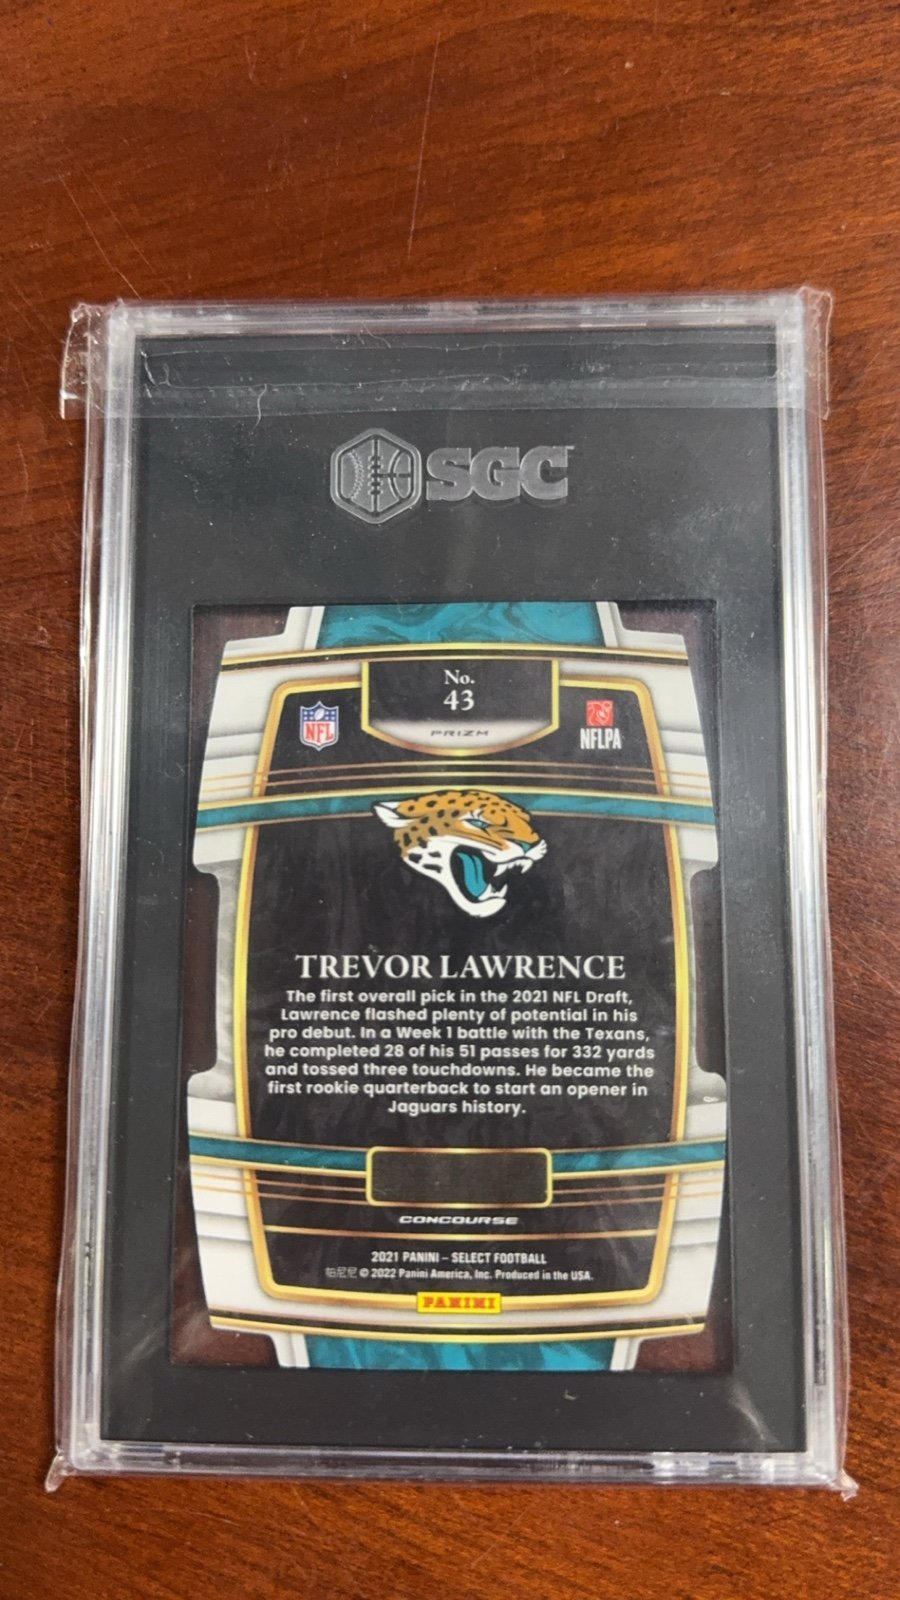 SGC
No.
43
PRIZM
NFL
NFLPA
TREVOR LAWRENCE
The first overall pick in the 2021 NFL Draft,
Lawrence flashed plenty of potential in his
pro debut. In a Week 1 battle with the Texans,
he completed 28 of his 51 passes for 332 yards
and tossed three touchdowns. He became the
first rookie quarterback to start an opener in
Jaguars history.
CONCOURSE
2021 PANINI – SELECT FOOTBALL
帕尼尼 © 2022 Panini America, Inc. Produced in the USA.
PANINI